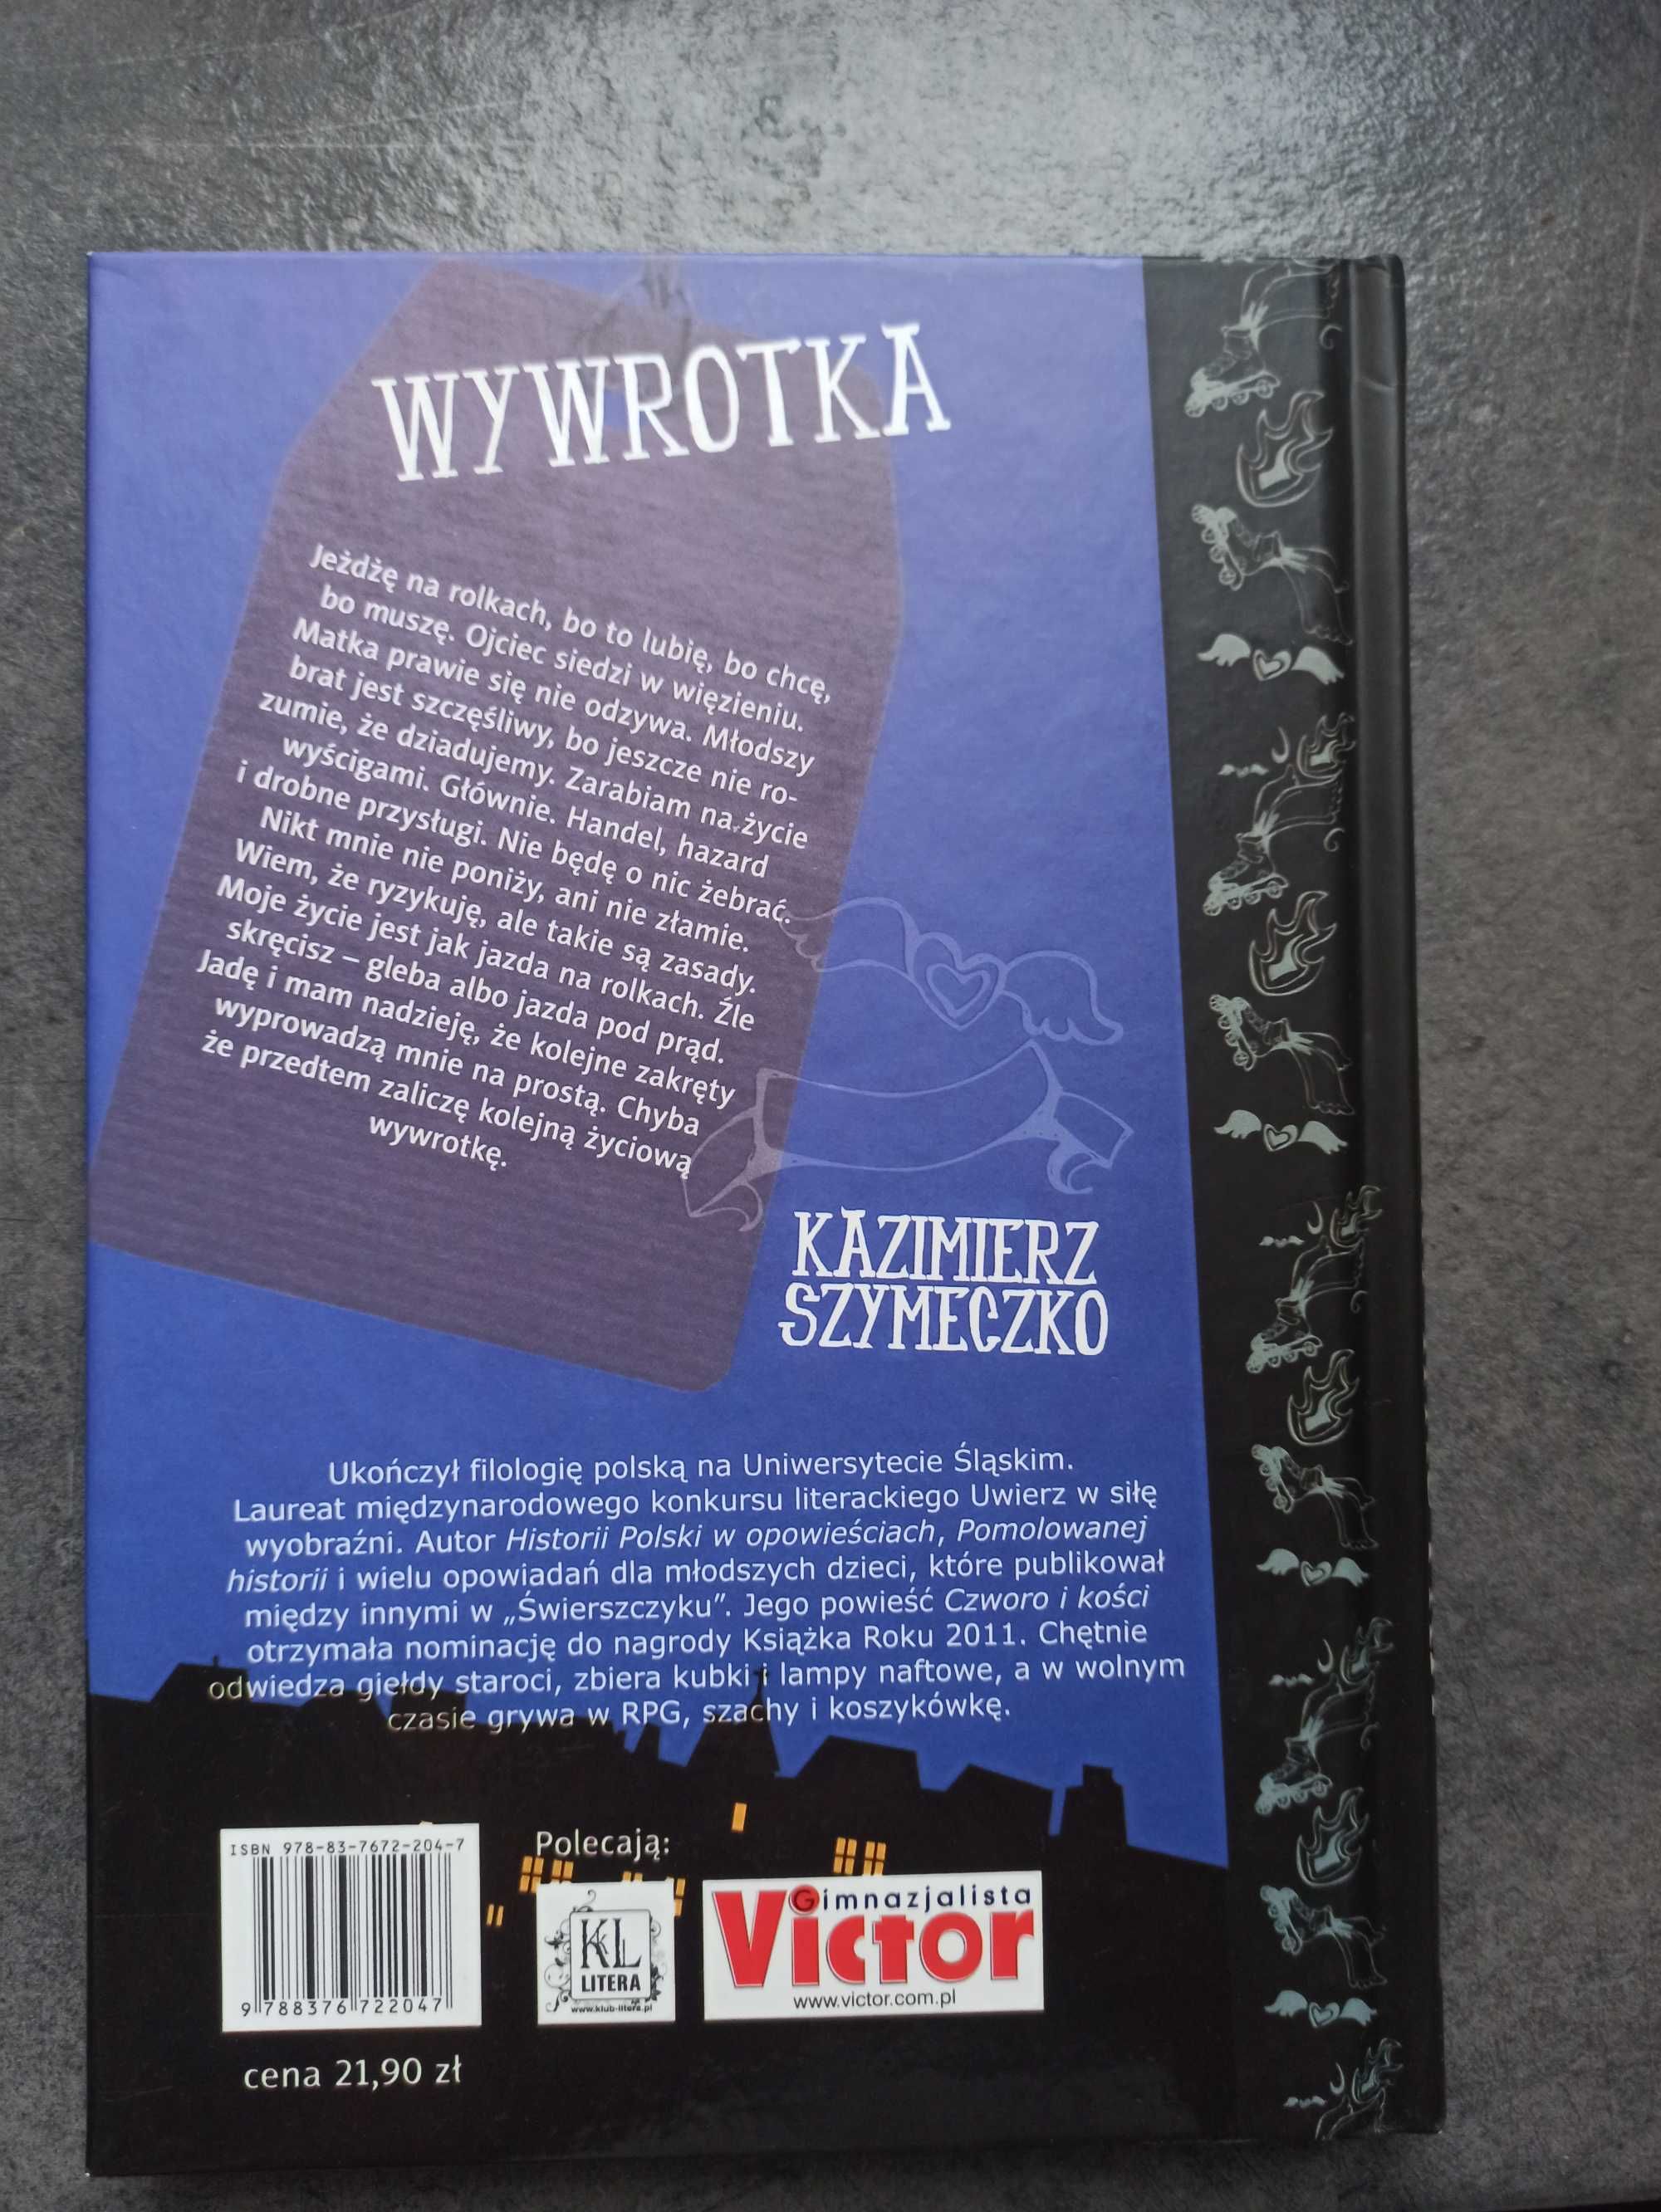 WYWROTKA
Jeżdżę na rolkach, bo to lubię, bo chcę,
bo muszę. Ojciec siedzi w więzieniu.
Matka prawie się nie odzywa. Młodszy
brat jest szczęśliwy, bo jeszcze nie ro-
zumie, że dziadujemy. Zarabiam na życie
wyścigami. Głównie. Handel, hazard
i drobne przysługi. Nie będę o nic żebrać.
Nikt mnie nie poniży, ani nie złamie.
Wiem, że ryzykuję, ale takie są zasady.
Moje życie jest jak jazda na rolkach. Źle
skręcisz – gleba albo jazda pod prąd.
Jadę i mam nadzieję, że kolejne zakręty
wyprowadzą mnie na prostą. Chyba
że przedtem zaliczę kolejną życiową
wywrotkę.
KAZIMIERZ
SZYMECZKO
Ukończył filologię polską na Uniwersytecie Śląskim.
Laureat międzynarodowego konkursu literackiego Uwierz w siłę
wyobraźni. Autor Historii Polski w opowieściach, Pomolowanej
historii i wielu opowiadań dla młodszych dzieci, które publikował
między innymi w „Świerszczyku”. Jego powieść Czworo i kości
otrzymała nominację do nagrody Książka Roku 2011. Chętnie
odwiedza giełdy staroci, zbiera kubki i lampy naftowe, a w wolnym
czasie grywa w RPG, szachy i koszykówkę.
ISBN 978-83-7672-204-7
9 788376 722047
cena 21,90 zł
Polecają:
KL
LITERA
www.klub-litera.pl
Gimnazjalista
Victor
www.victor.com.pl